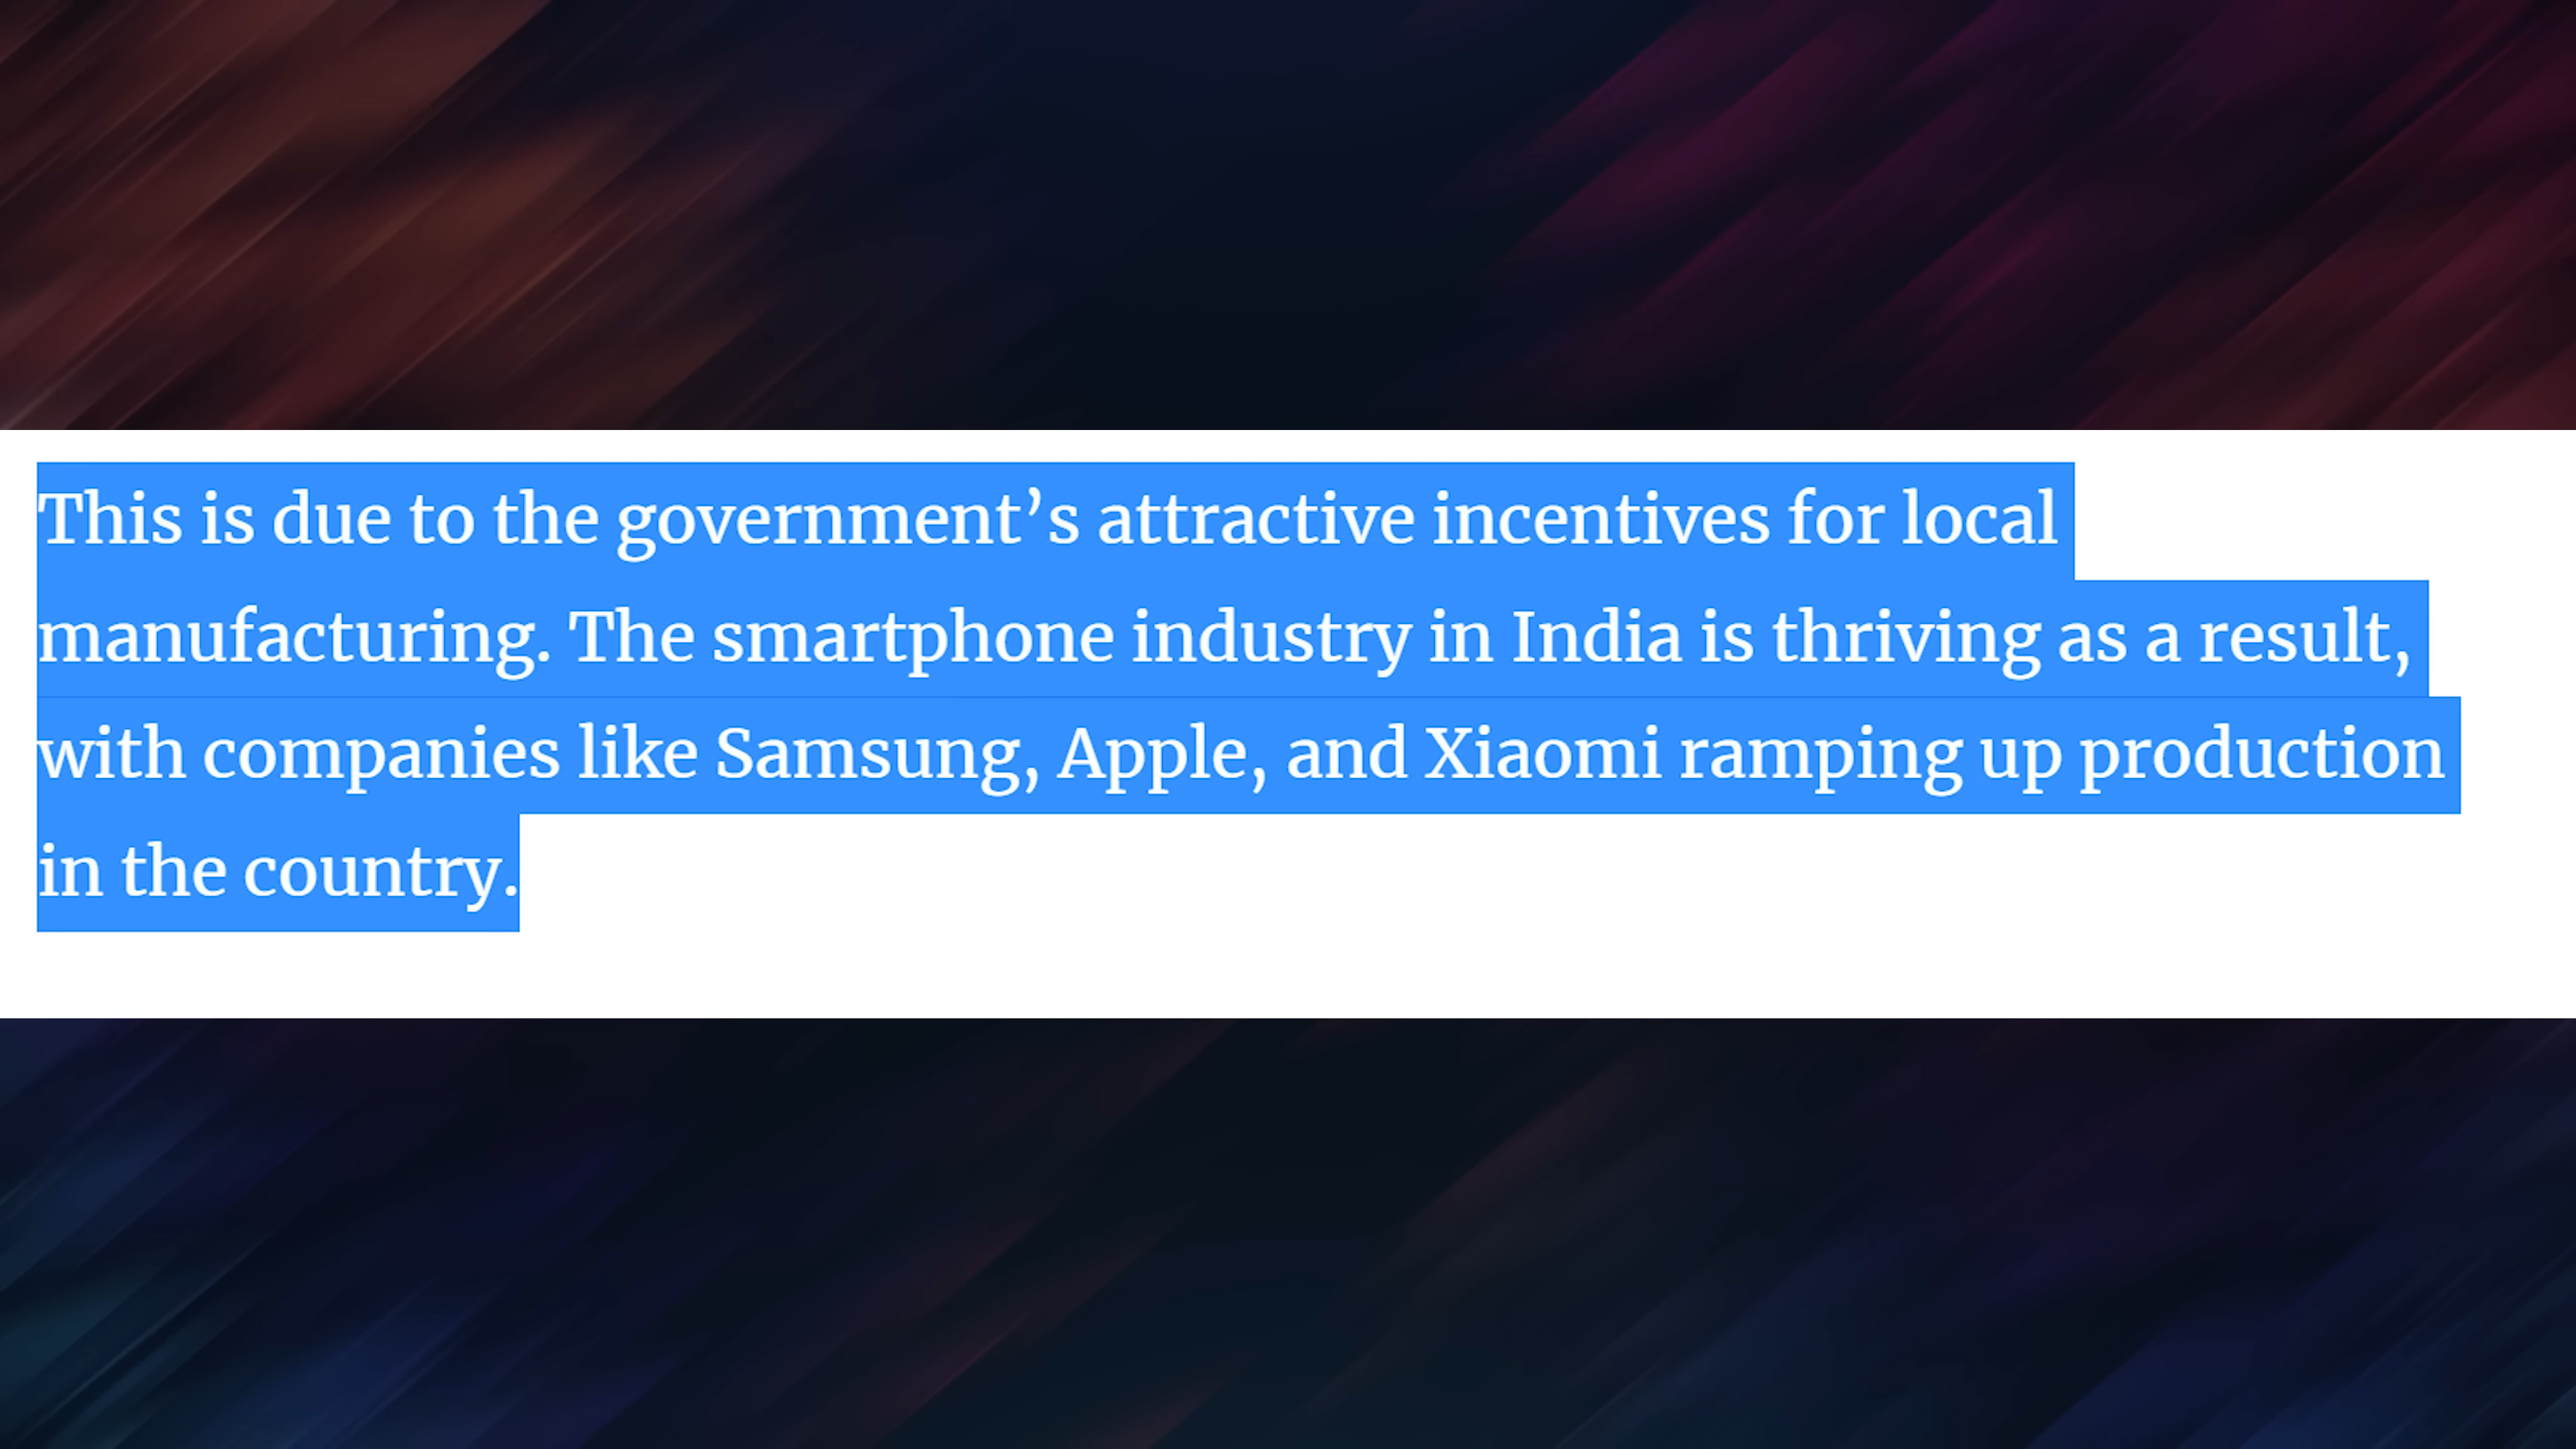 This is due to the government’s attractive incentives for local
manufacturing. The smartphone industry in India is thriving as a result,
with companies like Samsung, Apple, and Xiaomi ramping up production
in the country.